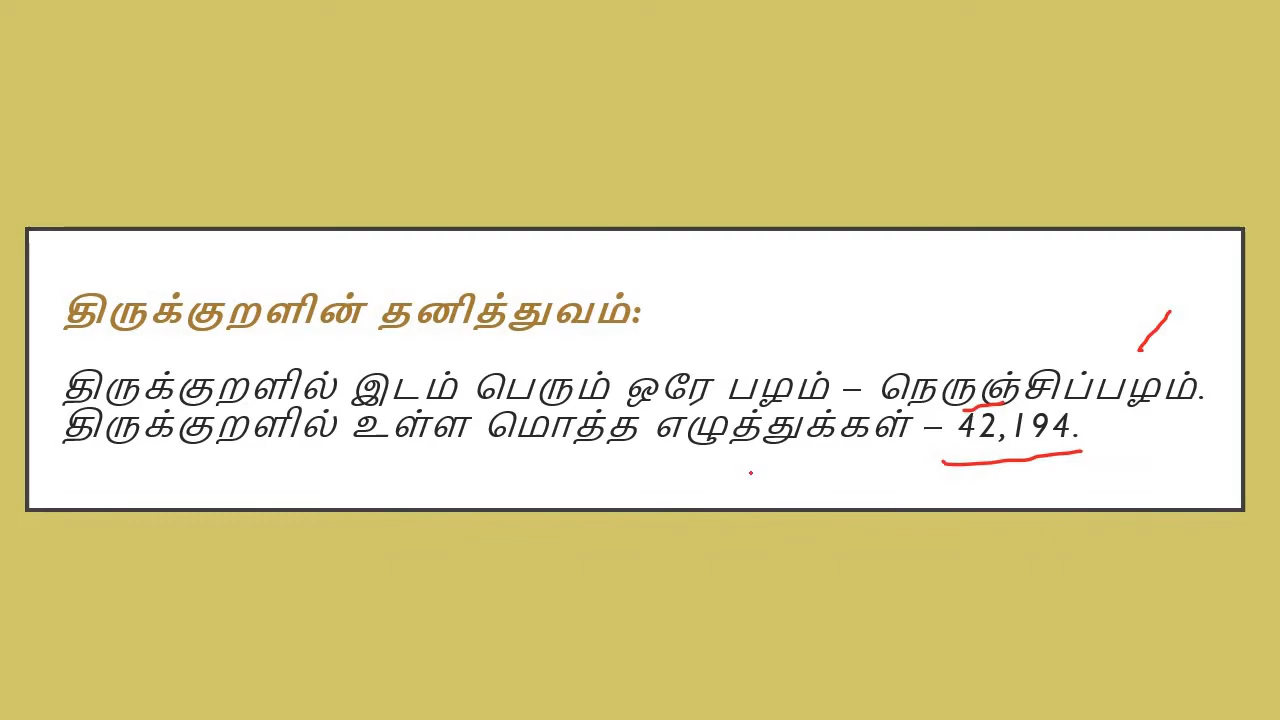 திருக்குறளின் தனித்துவம்:
திருக்குறளில் இடம் பெரும் ஒரே பழம் – நெருஞ்சிப்பழம்.
திருக்குறளில் உள்ள மொத்த எழுத்துக்கள் – 42,194.